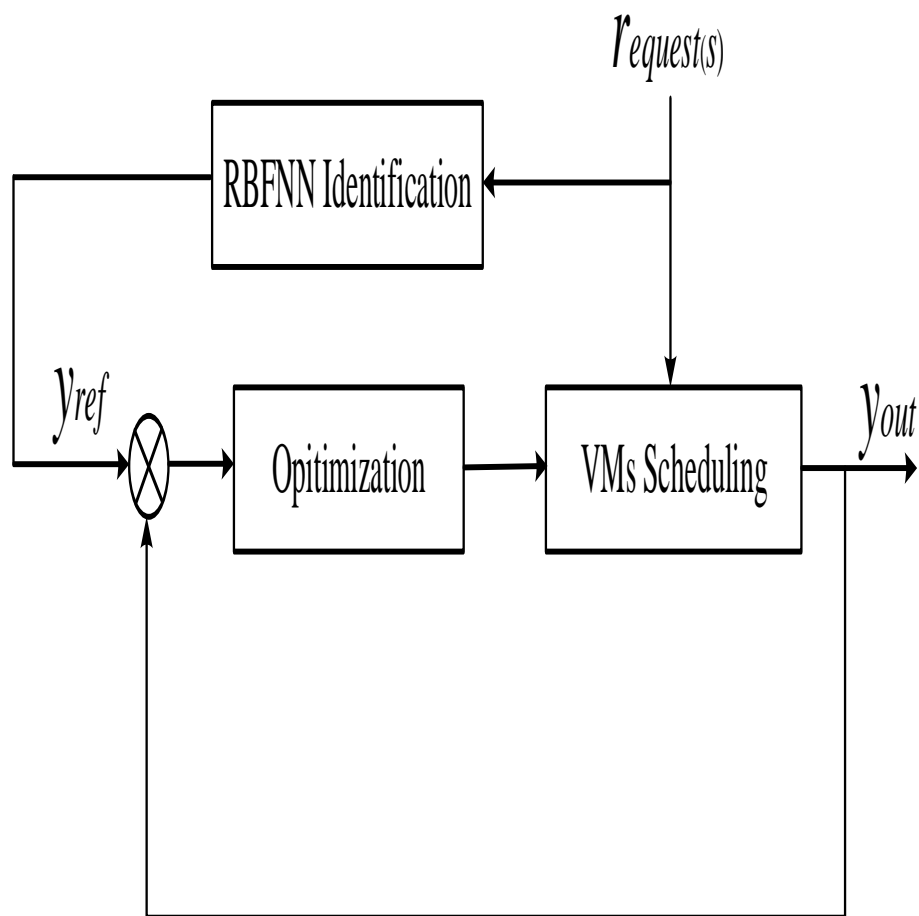 request(s)
RBFNN Identification
yref
Opitimization
VMs Scheduling
yout